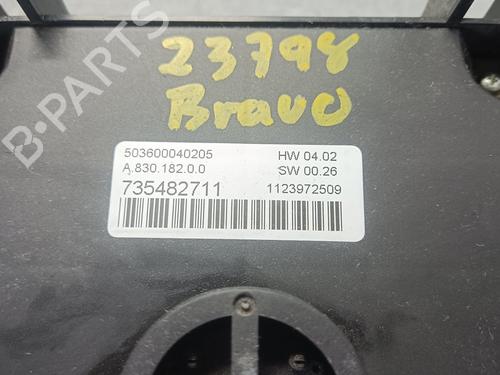 23798
Bravo
503600040205 HW 04.02
A.830.182.0.0 SW 00.26
735482711 1123972509
B-PARTS